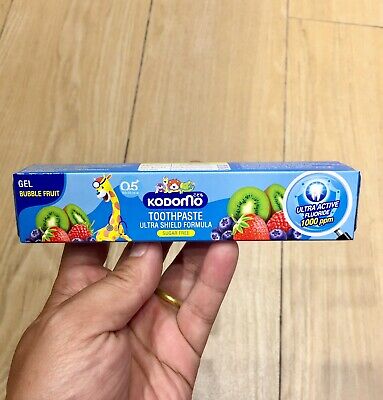 GEL
BUBBLE FRUIT
0.5
KODOMO
TOOTHPASTE
ULTRA SHIELD FORMULA
SUGAR FREE
ULTRA ACTIVE
FLUORIDE
1000 ppm